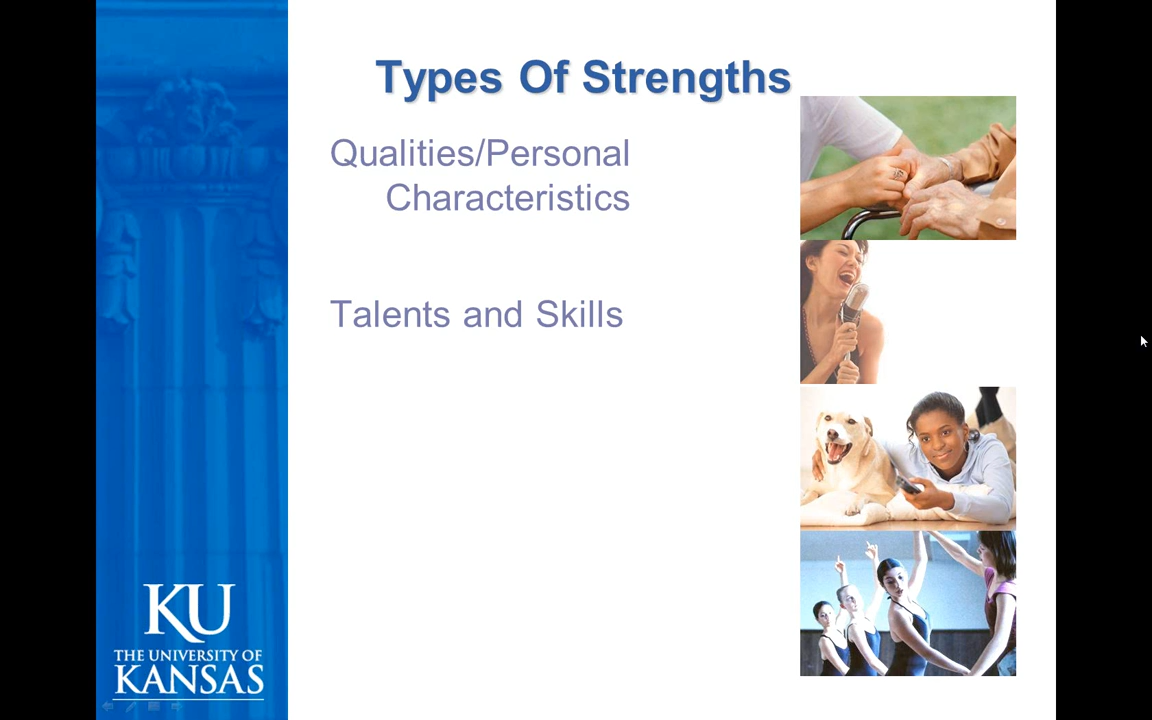 Types Of Strengths
Qualities/Personal
Characteristics
Talents and Skills
KU
THE UNIVERSITY OF
KANSAS